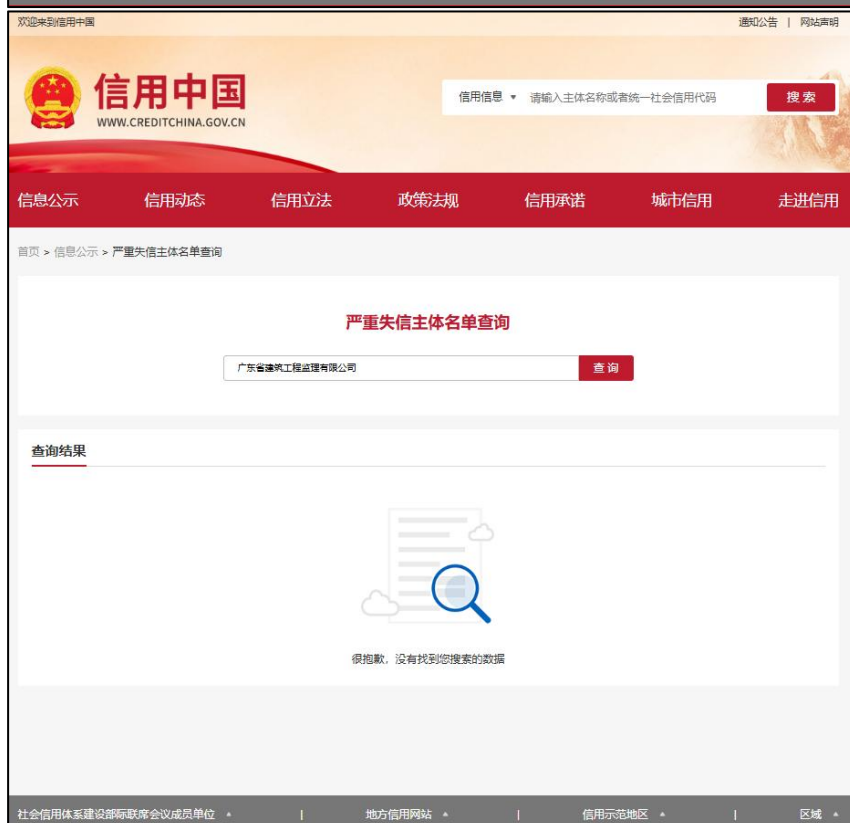 欢迎来到信用中国 通知公告 | 网站声明
信用中国
WWW.CREDITCHINA.GOV.CN
信用信息 请输入主体名称或者统一社会信用代码 搜索
信息公示 信用动态 信用立法 政策法规 信用承诺 城市信用 走进信用
首页 > 信息公示 > 严重失信主体名单查询
严重失信主体名单查询
广东省建筑工程监理有限公司 查询
查询结果
很抱歉，没有找到您搜索的数据
社会信用体系建设部际联席会议成员单位 | 地方信用网站 | 信用示范地区 | 区域